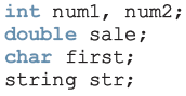 int num1, num2;
double sale;
char first;
string str;